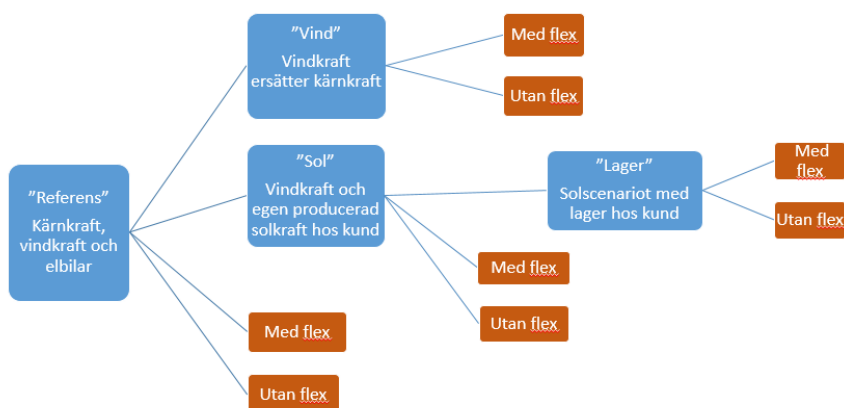 ”Vind”
Vindkraft
ersätter kärnkraft
Med flex
Utan flex
”Sol”
Vindkraft och
egen producerad
solkraft hos kund
”Lager”
Solscenariot med
lager hos kund
Med
flex
Utan flex
”Referens”
Kärnkraft,
vindkraft och
elbilar
Med flex
Utan flex
Med flex
Utan flex